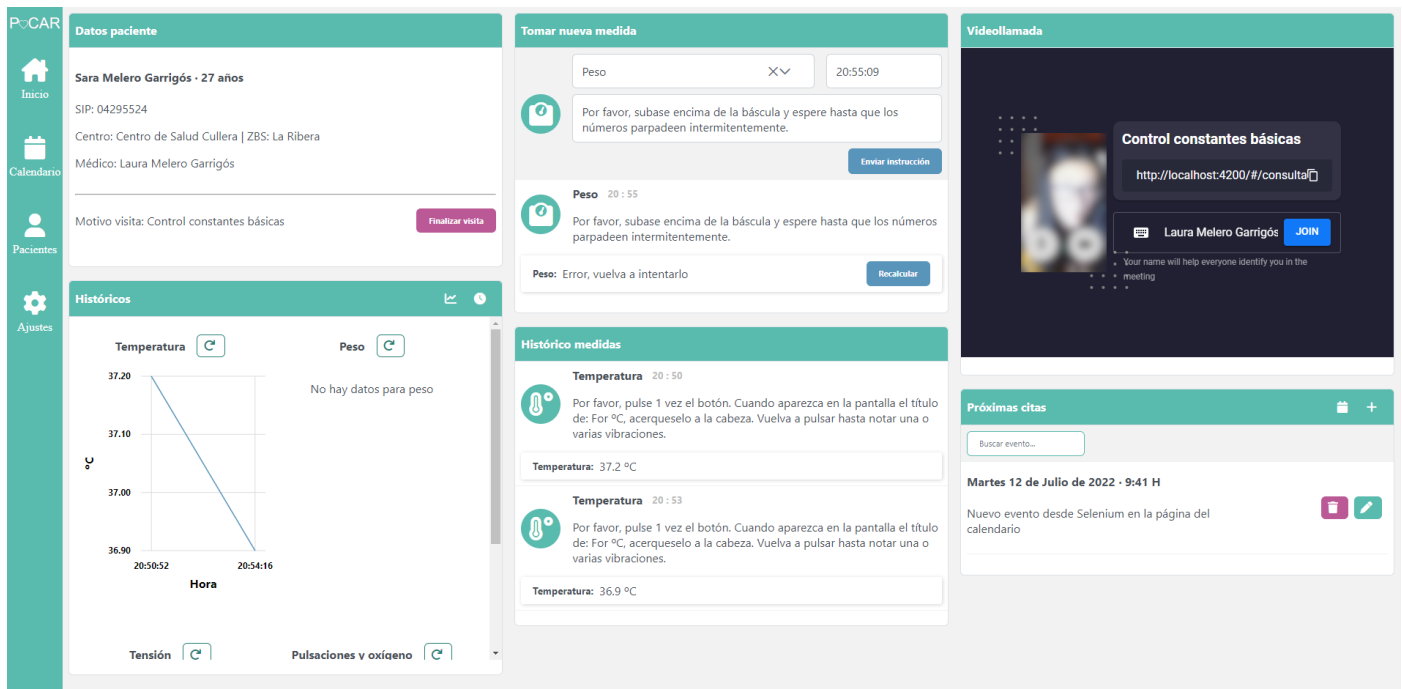 P♡CAR
Inicio
Calendario
Pacientes
Ajustes
Datos paciente
Sara Melero Garrigós · 27 años
SIP: 04295524
Centro: Centro de Salud Cullera | ZBS: La Ribera
Médico: Laura Melero Garrigós
Motivo visita: Control constantes básicas
Finalizar visita
Históricos
Temperatura
Peso
No hay datos para peso
37.20
37.10
37.00
36.90
ºC
20:50:52
20:54:16
Hora
Tensión
Pulsaciones y oxígeno
Tomar nueva medida
Peso
20:55:09
Por favor, subase encima de la báscula y espere hasta que los
números parpadeen intermitentemente.
Enviar instrucción
Peso 20 : 55
Por favor, subase encima de la báscula y espere hasta que los números
parpadeen intermitentemente.
Peso: Error, vuelva a intentarlo
Recalcular
Histórico medidas
Temperatura 20 : 50
Por favor, pulse 1 vez el botón. Cuando aparezca en la pantalla el título
de: For ºC, acerqueselo a la cabeza. Vuelva a pulsar hasta notar una o
varias vibraciones.
Temperatura: 37.2 ºC
Temperatura 20 : 53
Por favor, pulse 1 vez el botón. Cuando aparezca en la pantalla el título
de: For ºC, acerqueselo a la cabeza. Vuelva a pulsar hasta notar una o
varias vibraciones.
Temperatura: 36.9 ºC
Videollamada
Control constantes básicas
http://localhost:4200/#/consulta
Laura Melero Garrigós
JOIN
Your name will help everyone identify you in the
meeting
Próximas citas
Buscar evento...
Martes 12 de Julio de 2022 · 9:41 H
Nuevo evento desde Selenium en la página del
calendario